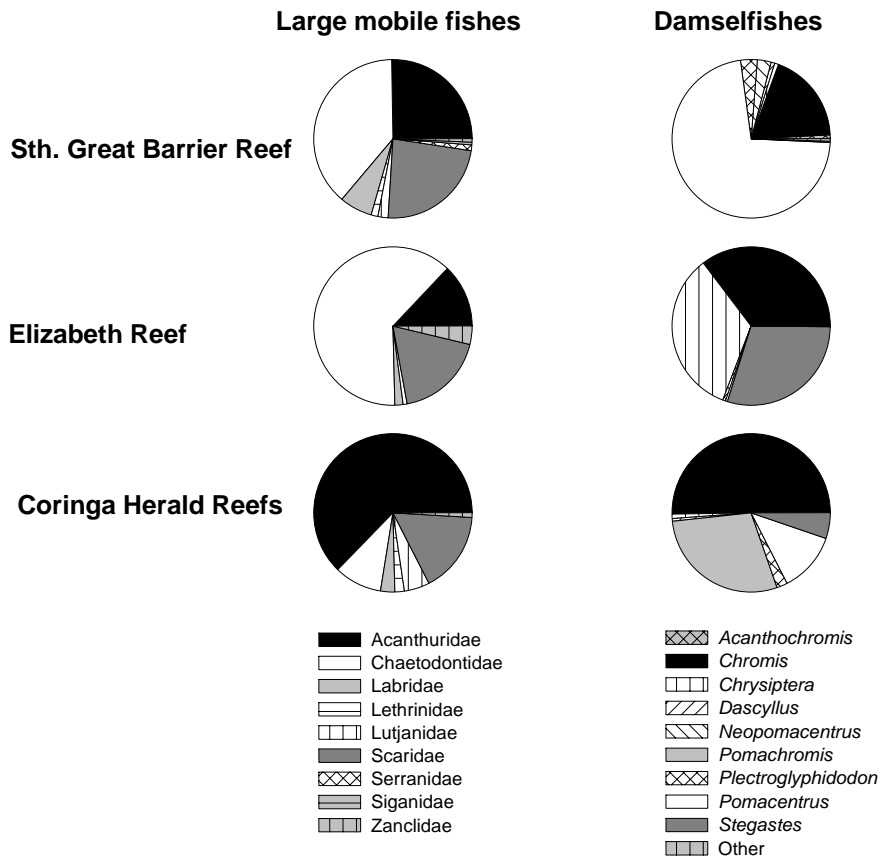 Large mobile fishes
Damselfishes
Sth. Great Barrier Reef
Elizabeth Reef
Coringa Herald Reefs
Acanthuridae
Chaetodontidae
Labridae
Lethrinidae
Lutjanidae
Scaridae
Serranidae
Siganidae
Zanclidae
Acanthochromis
Chromis
Chrysiptera
Dascyllus
Neopomacentrus
Pomachromis
Plectroglyphidodon
Pomacentrus
Stegastes
Other